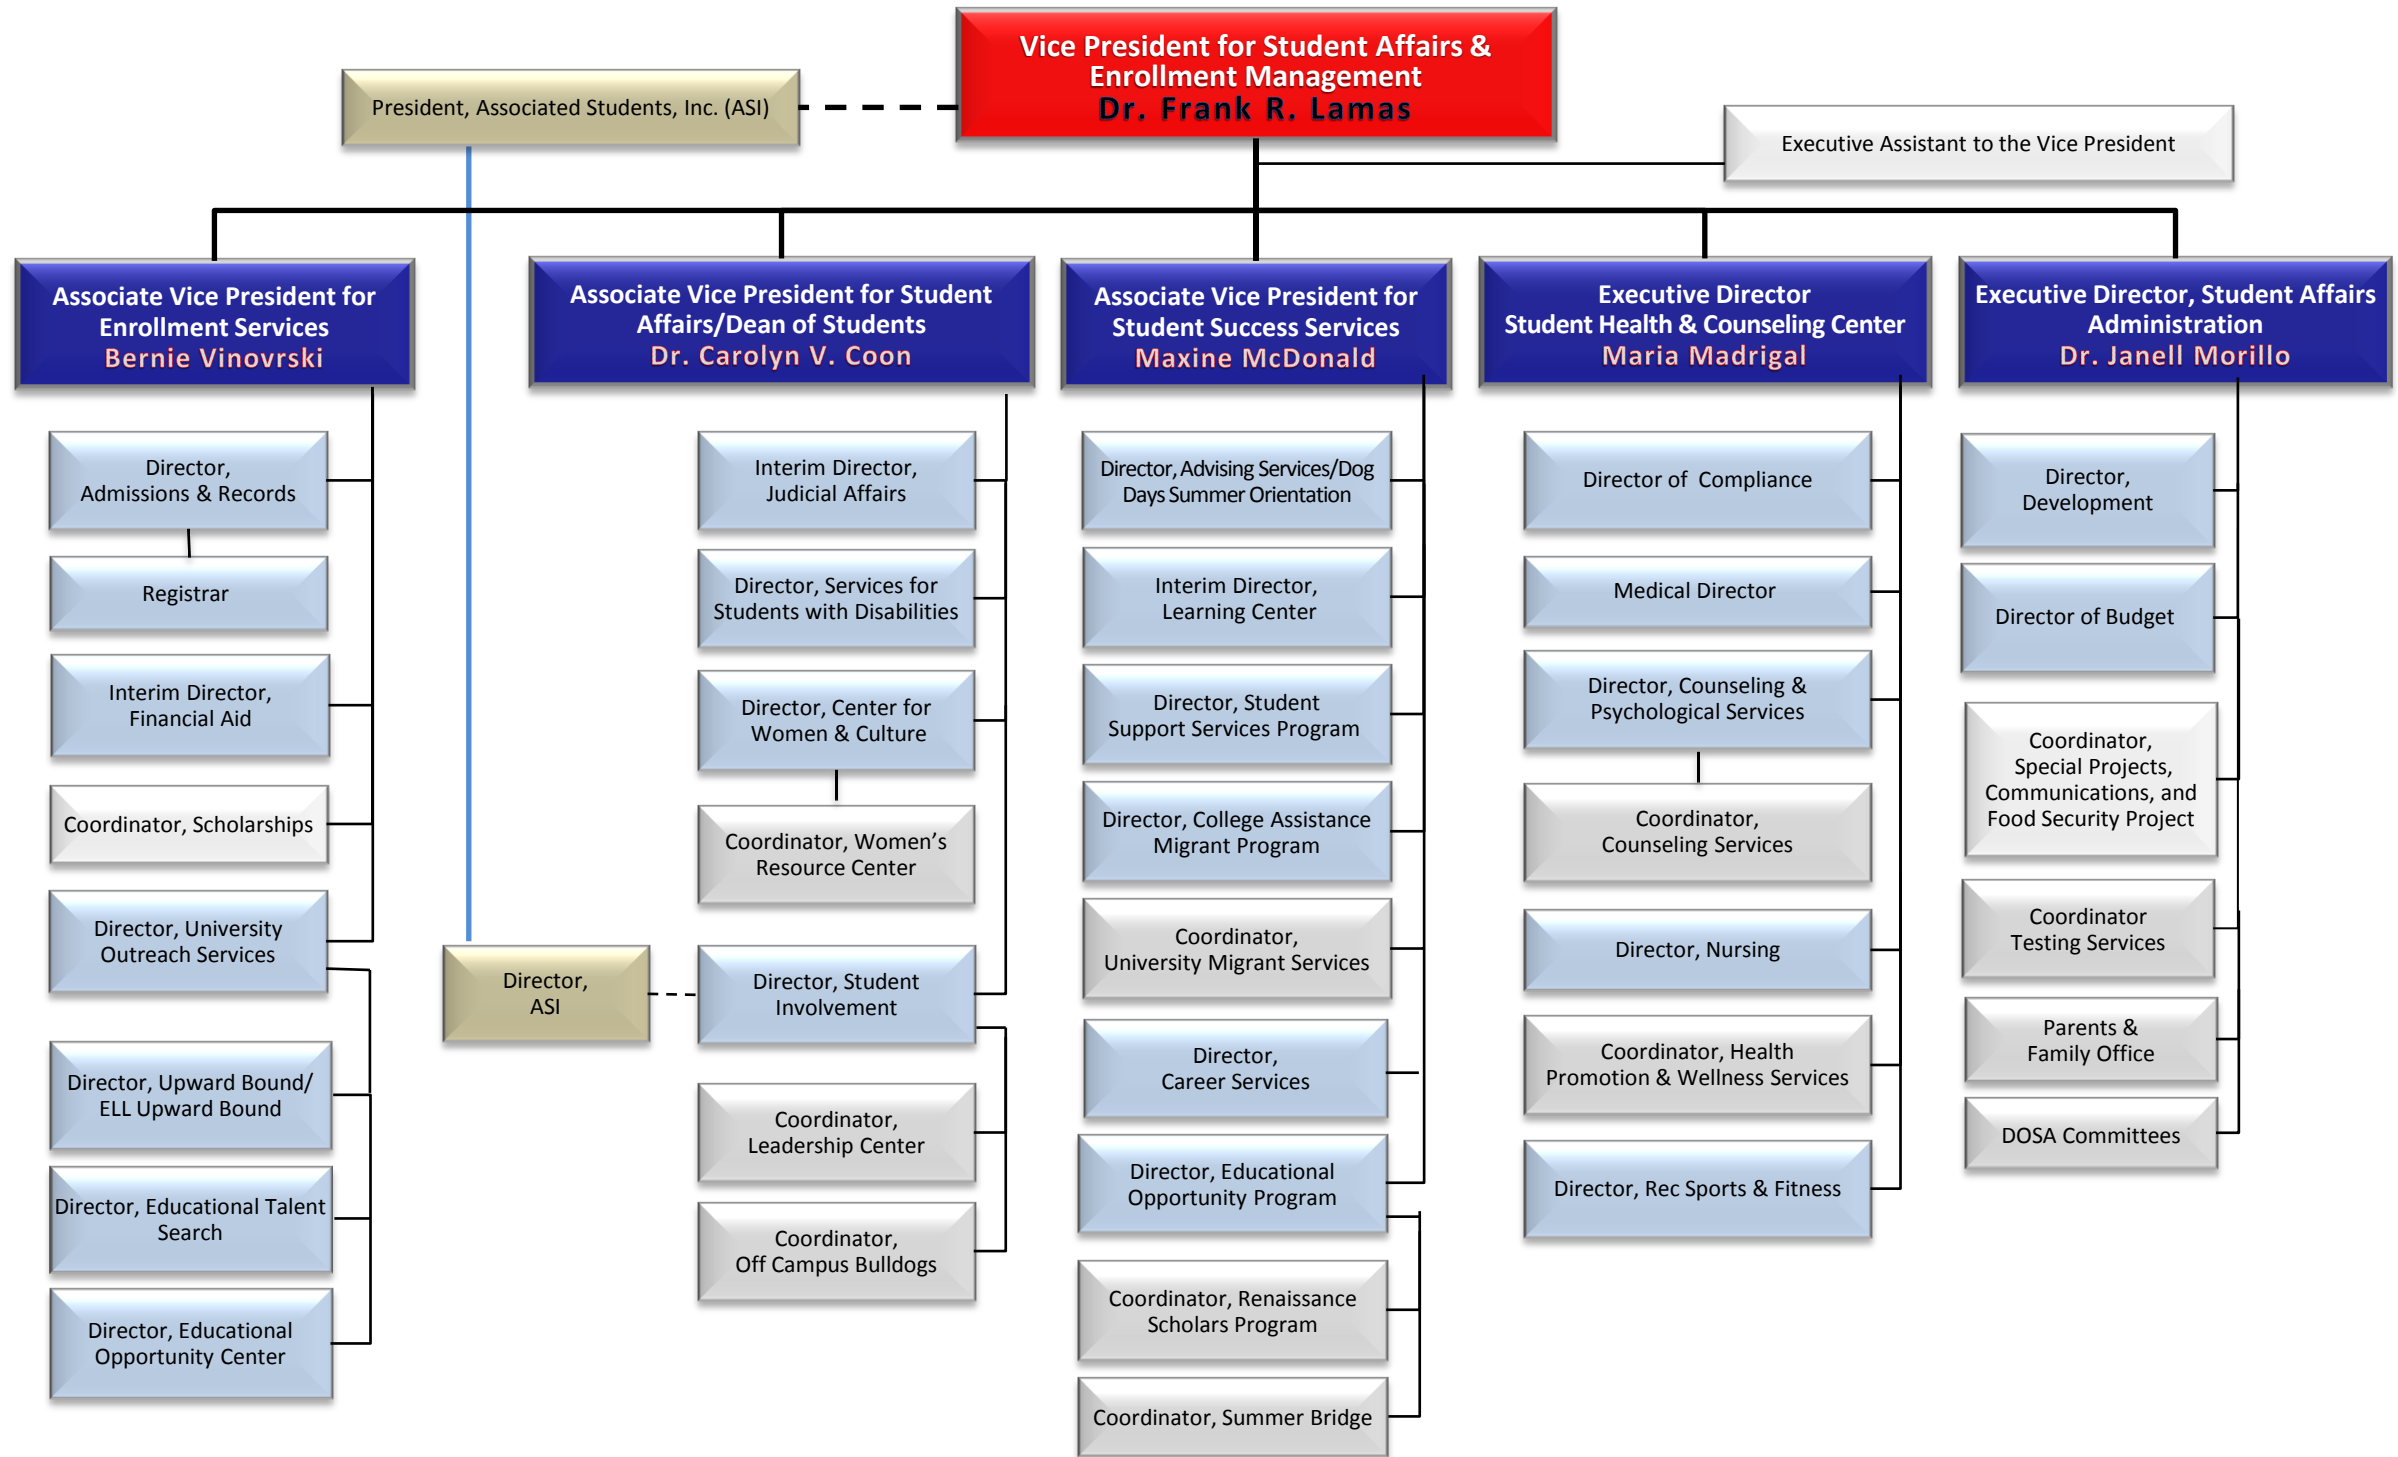 Vice President for Student Affairs &
Enrollment Management
Dr. Frank R. Lamas
President, Associated Students, Inc. (ASI)
Executive Assistant to the Vice President
Associate Vice President for
Enrollment Services
Bernie Vinovrski
Director,
Admissions & Records
Registrar
Interim Director,
Financial Aid
Coordinator, Scholarships
Director, University
Outreach Services
Director, Upward Bound/
ELL Upward Bound
Director, Educational Talent
Search
Director, Educational
Opportunity Center
Associate Vice President for Student
Affairs/Dean of Students
Dr. Carolyn V. Coon
Interim Director,
Judicial Affairs
Director, Services for
Students with Disabilities
Director, Center for
Women & Culture
Coordinator, Women’s
Resource Center
Director,
ASI
Director, Student
Involvement
Coordinator,
Leadership Center
Coordinator,
Off Campus Bulldogs
Associate Vice President for
Student Success Services
Maxine McDonald
Director, Advising Services/Dog
Days Summer Orientation
Interim Director,
Learning Center
Director, Student
Support Services Program
Director, College Assistance
Migrant Program
Coordinator,
University Migrant Services
Director,
Career Services
Director, Educational
Opportunity Program
Coordinator, Renaissance
Scholars Program
Coordinator, Summer Bridge
Executive Director
Student Health & Counseling Center
Maria Madrigal
Director of  Compliance
Medical Director
Director, Counseling &
Psychological Services
Coordinator,
Counseling Services
Director, Nursing
Coordinator, Health
Promotion & Wellness Services
Director, Rec Sports & Fitness
Executive Director, Student Affairs
Administration
Dr. Janell Morillo
Director,
Development
Director of Budget
Coordinator,
Special Projects,
Communications, and
Food Security Project
Coordinator
Testing Services
Parents &
Family Office
DOSA Committees